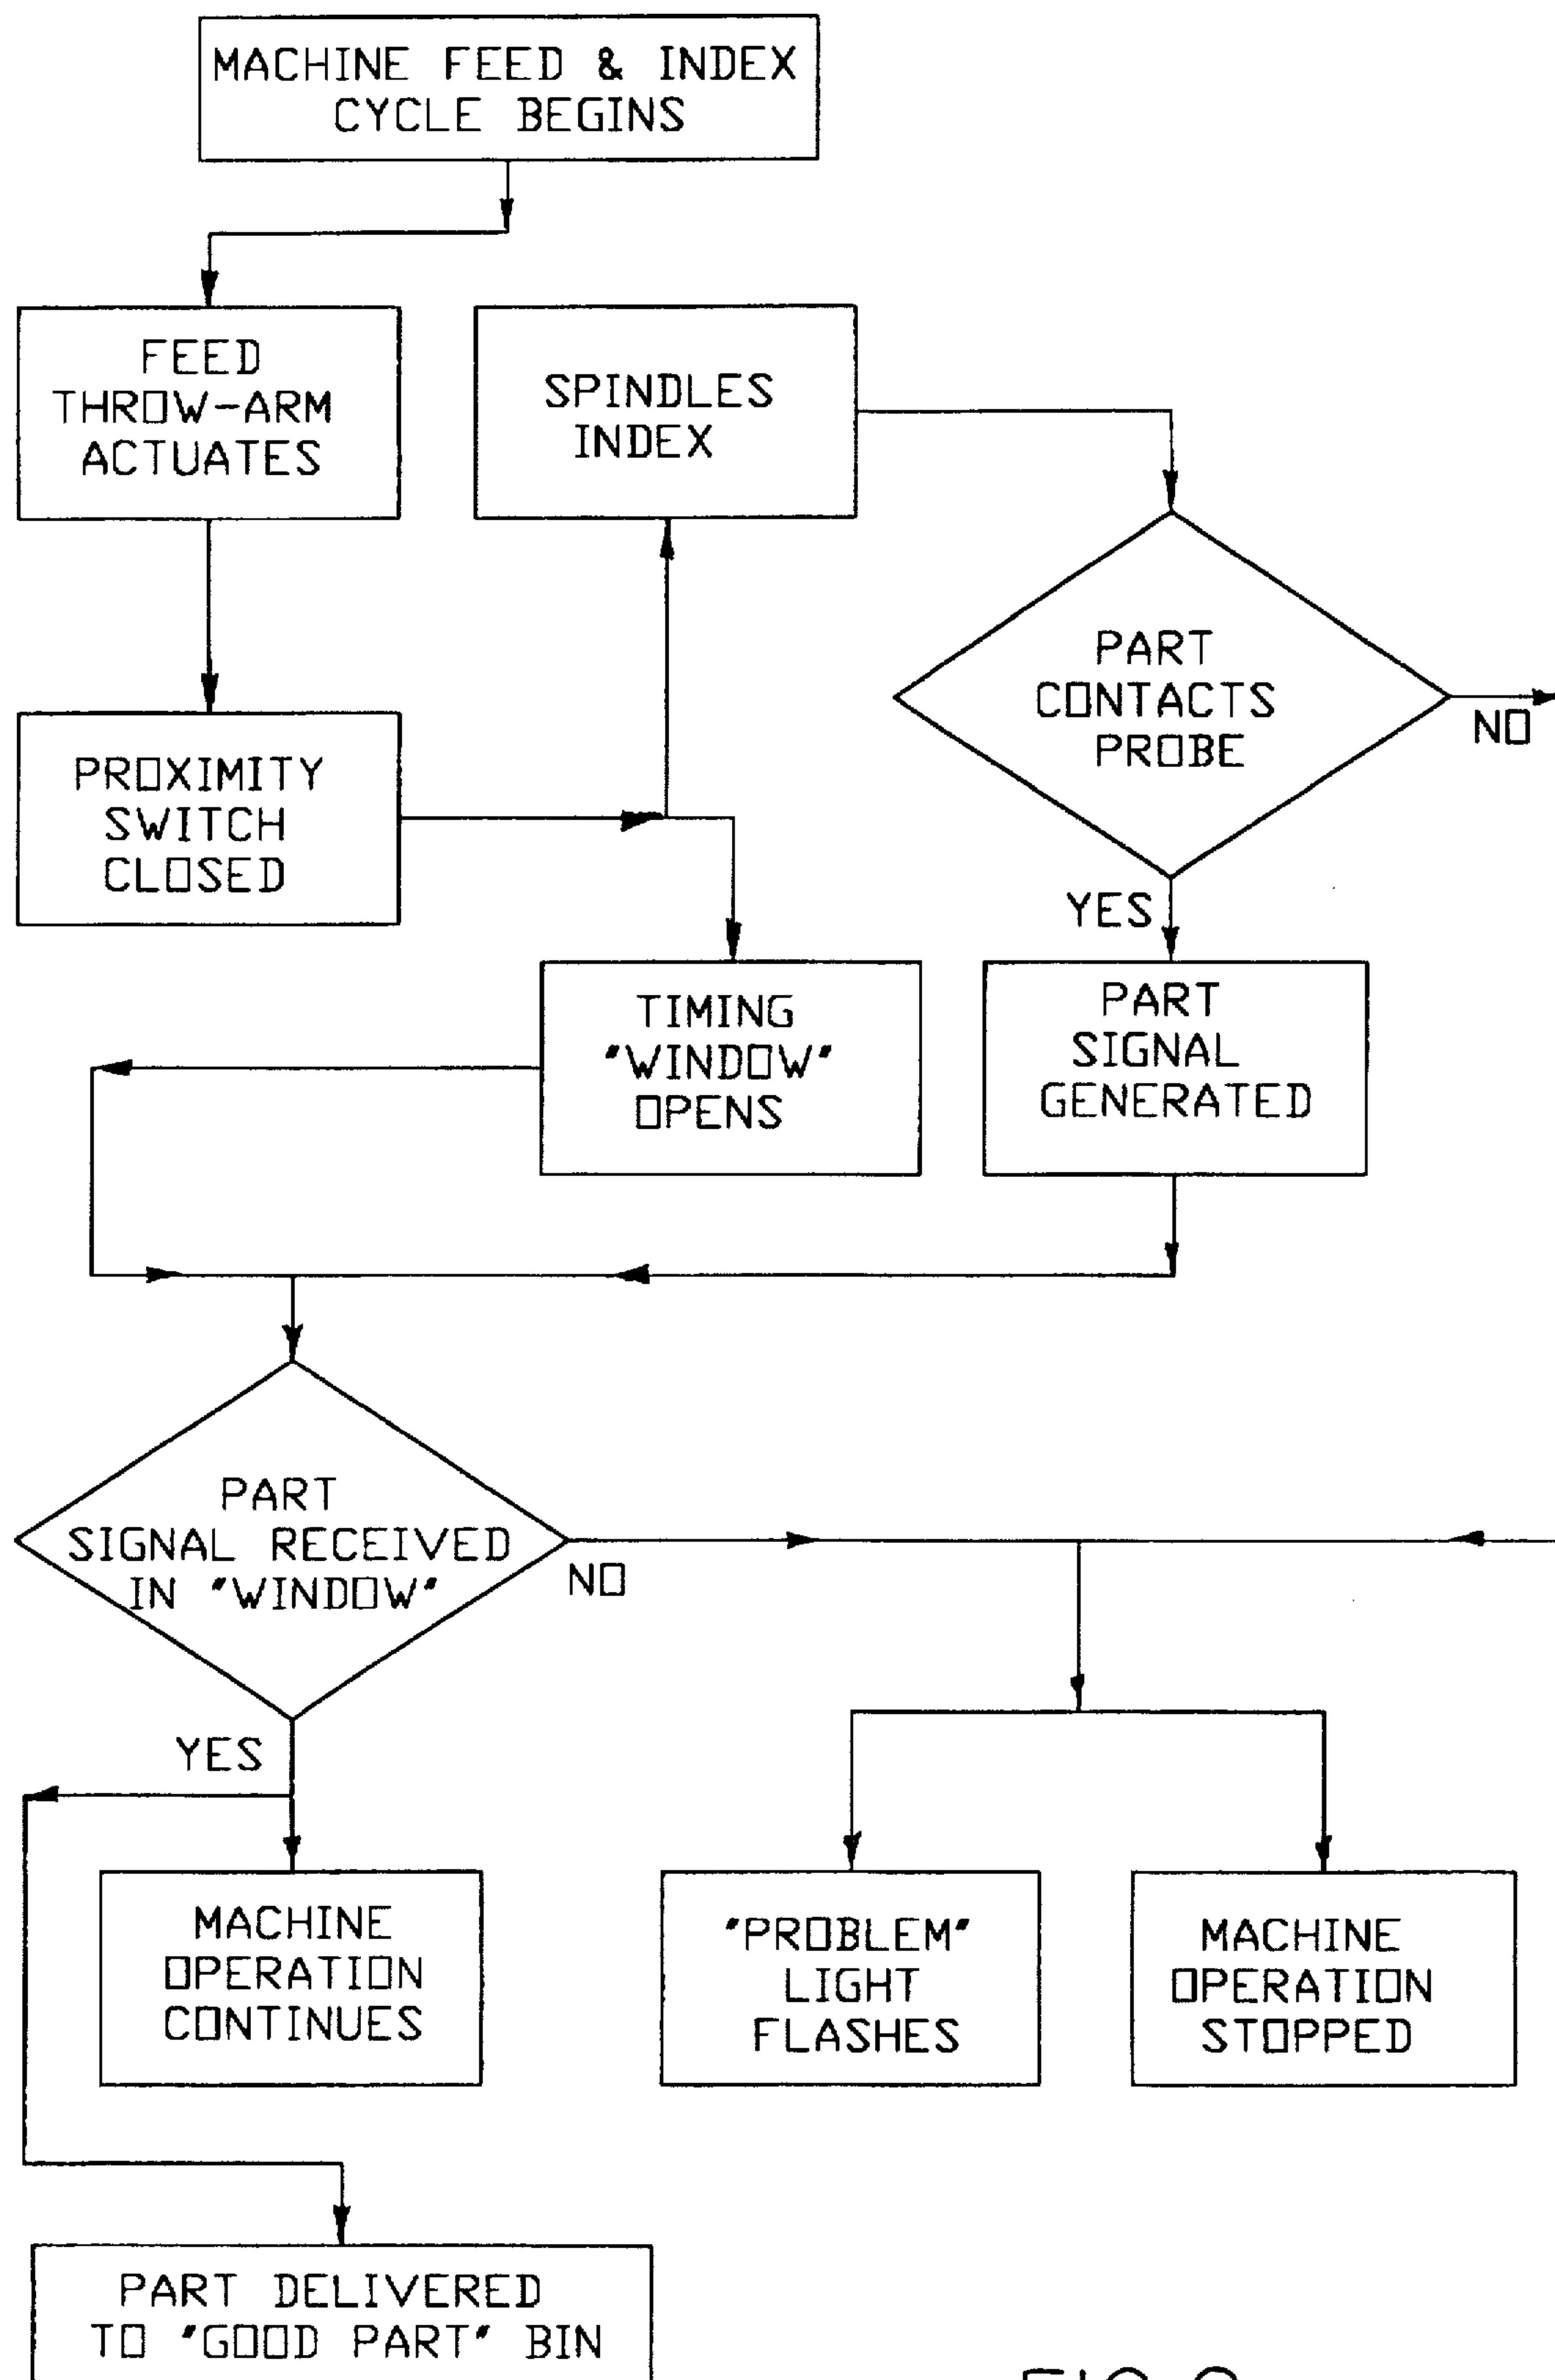 MACHINE FEED & INDEX
CYCLE BEGINS
FEED
THROW-ARM
ACTUATES
SPINDLES
INDEX
PART
CONTACTS
PROBE
NO
PROXIMITY
SWITCH
CLOSED
YES
TIMING
"WINDOW"
OPENS
PART
SIGNAL
GENERATED
PART
SIGNAL RECEIVED
IN "WINDOW"
NO
YES
MACHINE
OPERATION
CONTINUES
"PROBLEM"
LIGHT
FLASHES
MACHINE
OPERATION
STOPPED
PART DELIVERED
TO "GOOD PART" BIN